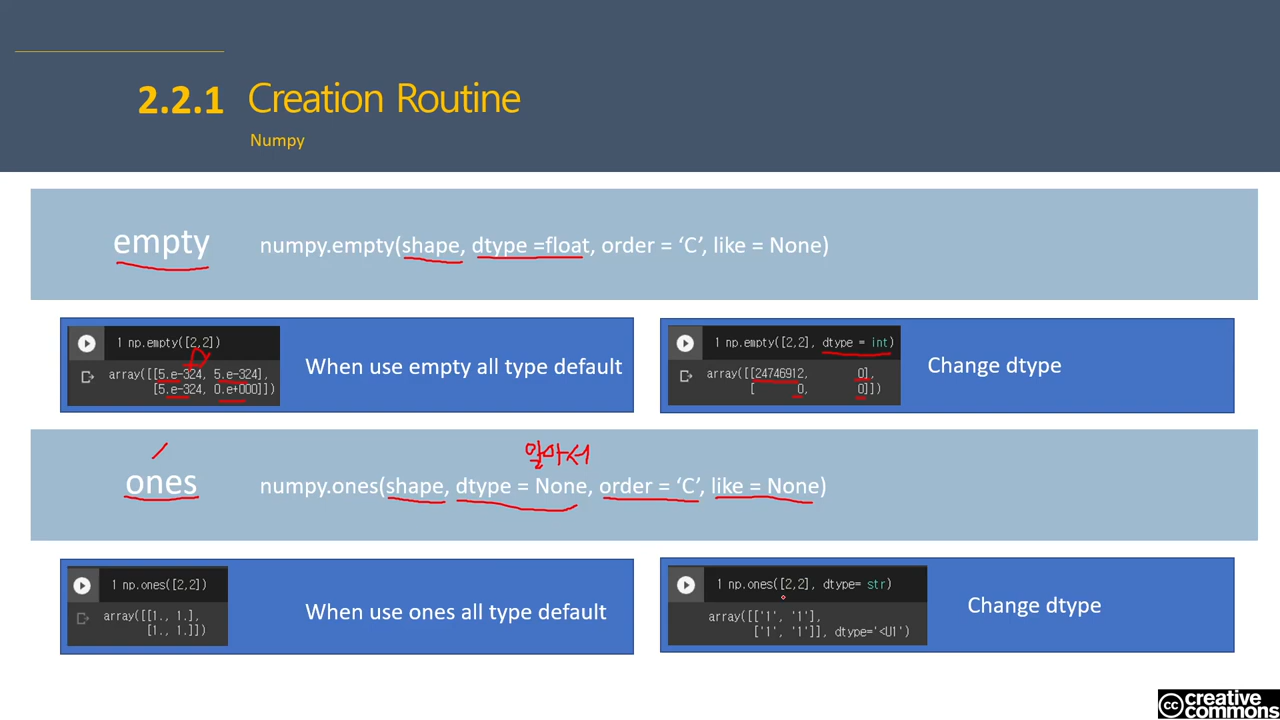 2.2.1 Creation Routine
Numpy
empty numpy.empty(shape, dtype =float, order = ‘C’, like = None)
1 np.empty([2,2])
array([[5.e-324, 5.e-324],
[5.e-324, 0.e+000]])
When use empty all type default
1 np.empty([2,2], dtype = int)
array([[24746912, 0],
[ 0, 0]])
Change dtype
알아서
ones numpy.ones(shape, dtype = None, order = ‘C’, like = None)
1 np.ones([2,2])
array([[1., 1.],
[1., 1.]])
When use ones all type default
1 np.ones([2,2], dtype= str)
array([['1', '1'],
['1', '1']], dtype='<U1')
Change dtype
cc creative
commons